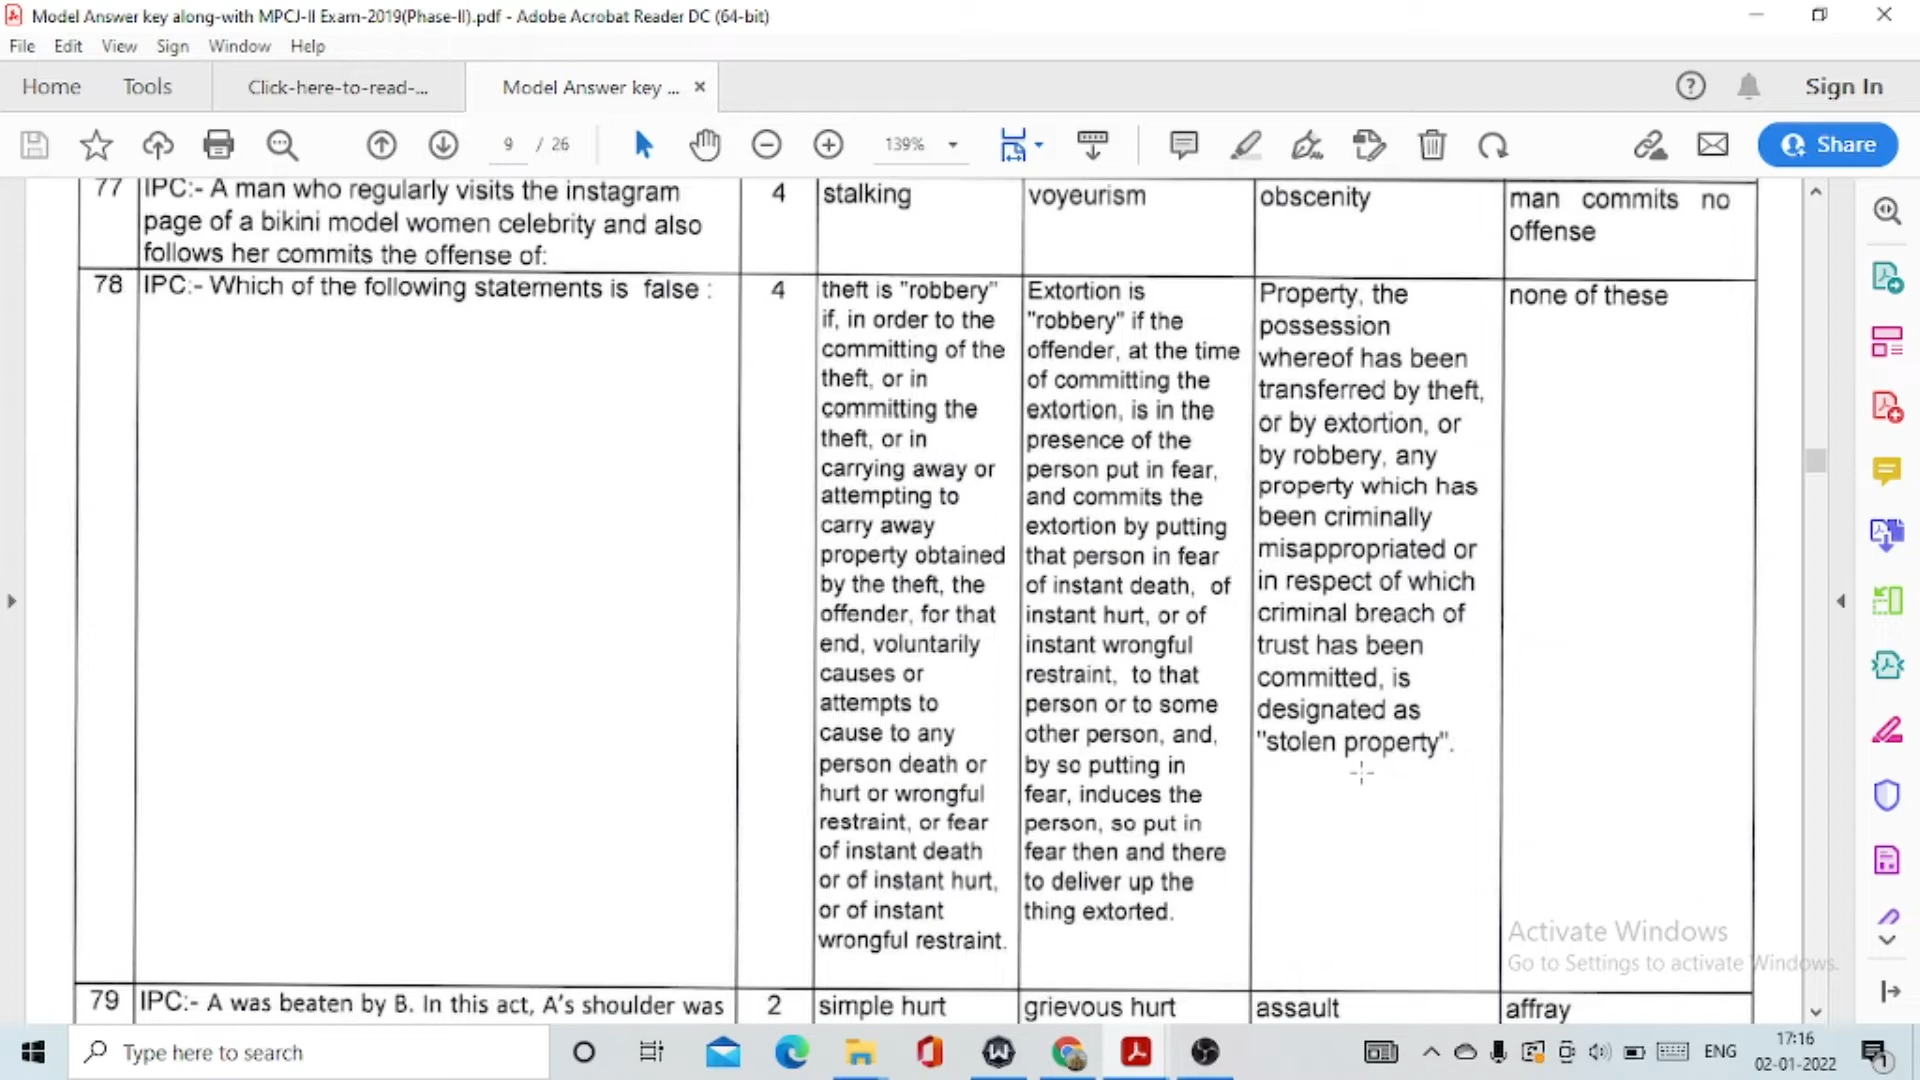 Model Answer key along-with MPCJ-II Exam-2019(Phase-II).pdf - Adobe Acrobat Reader DC (64-bit)
File Edit View Sign Window Help
Home Tools Click-here-to-read-... Model Answer key ... × Sign In
9 / 26 139% Share
77 IPC:- A man who regularly visits the instagram
page of a bikini model women celebrity and also
follows her commits the offense of:
4
stalking
voyeurism
obscenity
man commits no
offense
78 IPC:- Which of the following statements is false :
4
theft is "robbery"
if, in order to the
committing of the
theft, or in
committing the
theft, or in
carrying away or
attempting to
carry away
property obtained
by the theft, the
offender, for that
end, voluntarily
causes or
attempts to
cause to any
person death or
hurt or wrongful
restraint, or fear
of instant death
or of instant hurt,
or of instant
wrongful restraint.
Extortion is
"robbery" if the
offender, at the time
of committing the
extortion, is in the
presence of the
person put in fear,
and commits the
extortion by putting
that person in fear
of instant death, of
instant hurt, or of
instant wrongful
restraint, to that
person or to some
other person, and,
by so putting in
fear, induces the
person, so put in
fear then and there
to deliver up the
thing extorted.
Property, the
possession
whereof has been
transferred by theft,
or by extortion, or
by robbery, any
property which has
been criminally
misappropriated or
in respect of which
criminal breach of
trust has been
committed, is
designated as
"stolen property".
none of these
Activate Windows
Go to Settings to activate Windows.
79 IPC:- A was beaten by B. In this act, A's shoulder was
2
simple hurt
grievous hurt
assault
affray
Type here to search
ENG
17:16
02-01-2022
1